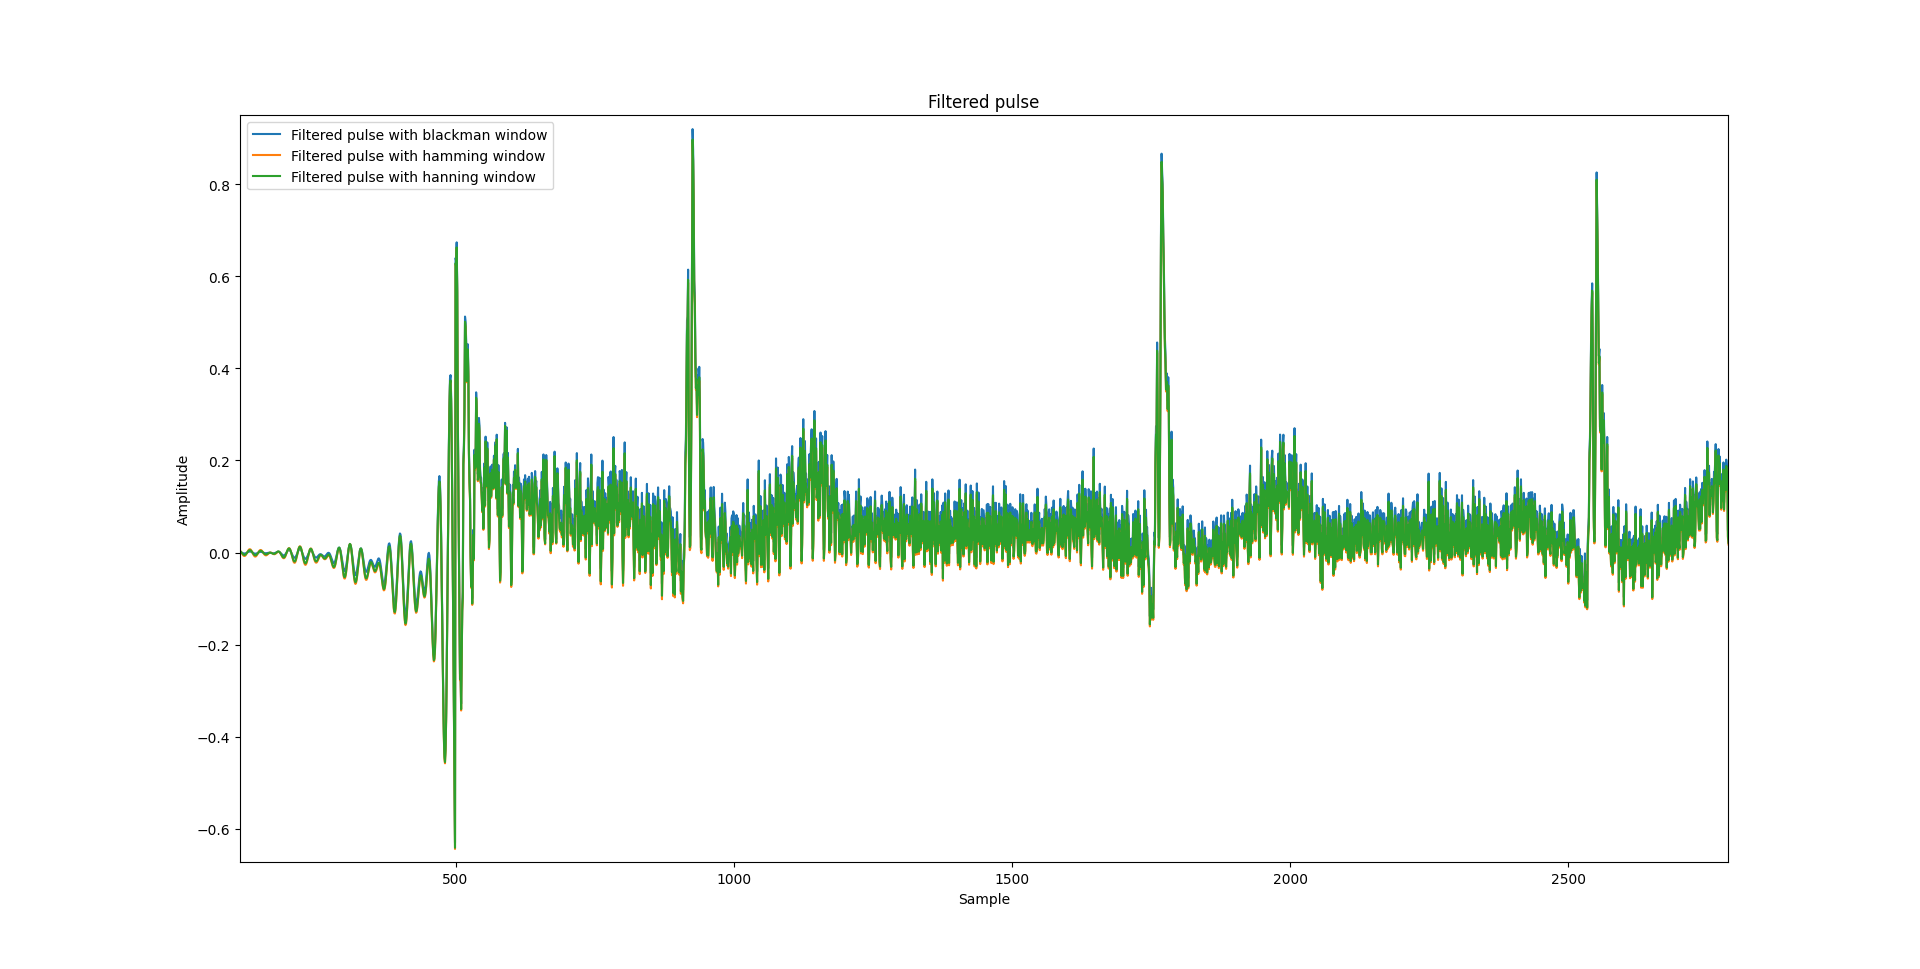 Filtered pulse
Filtered pulse with blackman window
Filtered pulse with hamming window
Filtered pulse with hanning window
0.8
0.6
0.4
0.2
0.0
−0.2
−0.4
−0.6
Amplitude
500
1000
1500
2000
2500
Sample